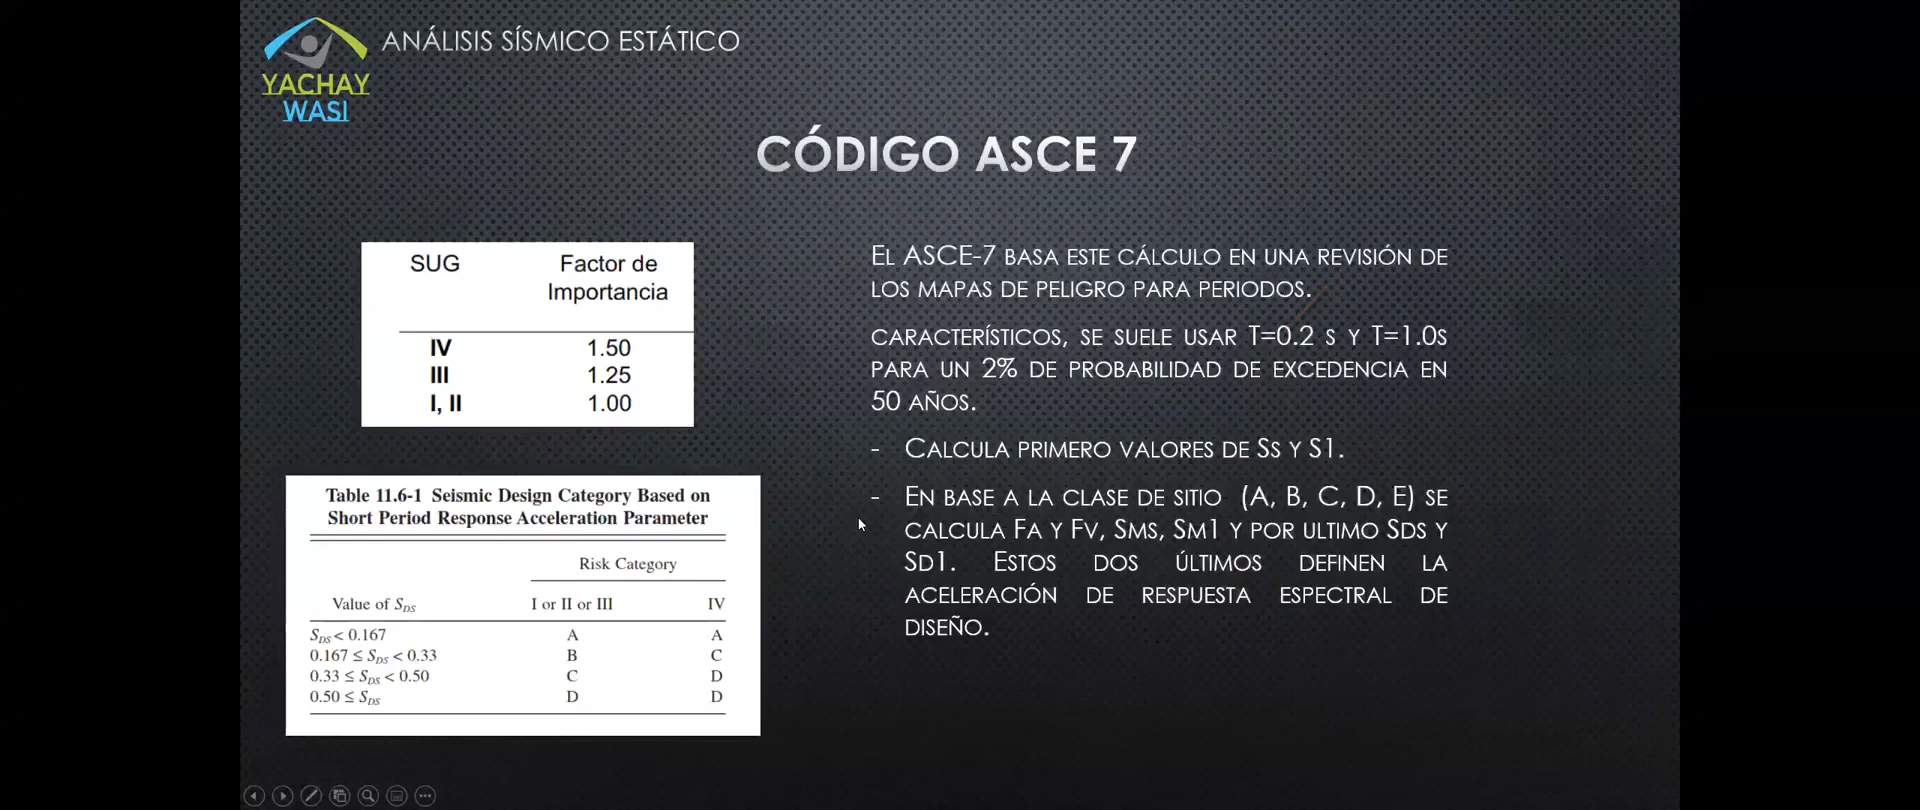 YACHAY
WASI
ANÁLISIS SÍSMICO ESTÁTICO
CÓDIGO ASCE 7
SUG Factor de
Importancia
IV 1.50
III 1.25
I, II 1.00
Table 11.6-1 Seismic Design Category Based on
Short Period Response Acceleration Parameter
Risk Category
Value of SDS I or II or III IV
SDS < 0.167 A A
0.167 ≤ SDS < 0.33 B C
0.33 ≤ SDS < 0.50 C D
0.50 ≤ SDS D D
EL ASCE-7 BASA ESTE CÁLCULO EN UNA REVISIÓN DE
LOS MAPAS DE PELIGRO PARA PERIODOS.
CARACTERÍSTICOS, SE SUELE USAR T=0.2 S Y T=1.0S
PARA UN 2% DE PROBABILIDAD DE EXCEDENCIA EN
50 AÑOS.
- CALCULA PRIMERO VALORES DE SS Y S1.
- EN BASE A LA CLASE DE SITIO (A, B, C, D, E) SE
CALCULA FA Y FV, SMS, SM1 Y POR ULTIMO SDS Y
SD1. ESTOS DOS ÚLTIMOS DEFINEN LA
ACELERACIÓN DE RESPUESTA ESPECTRAL DE
DISEÑO.